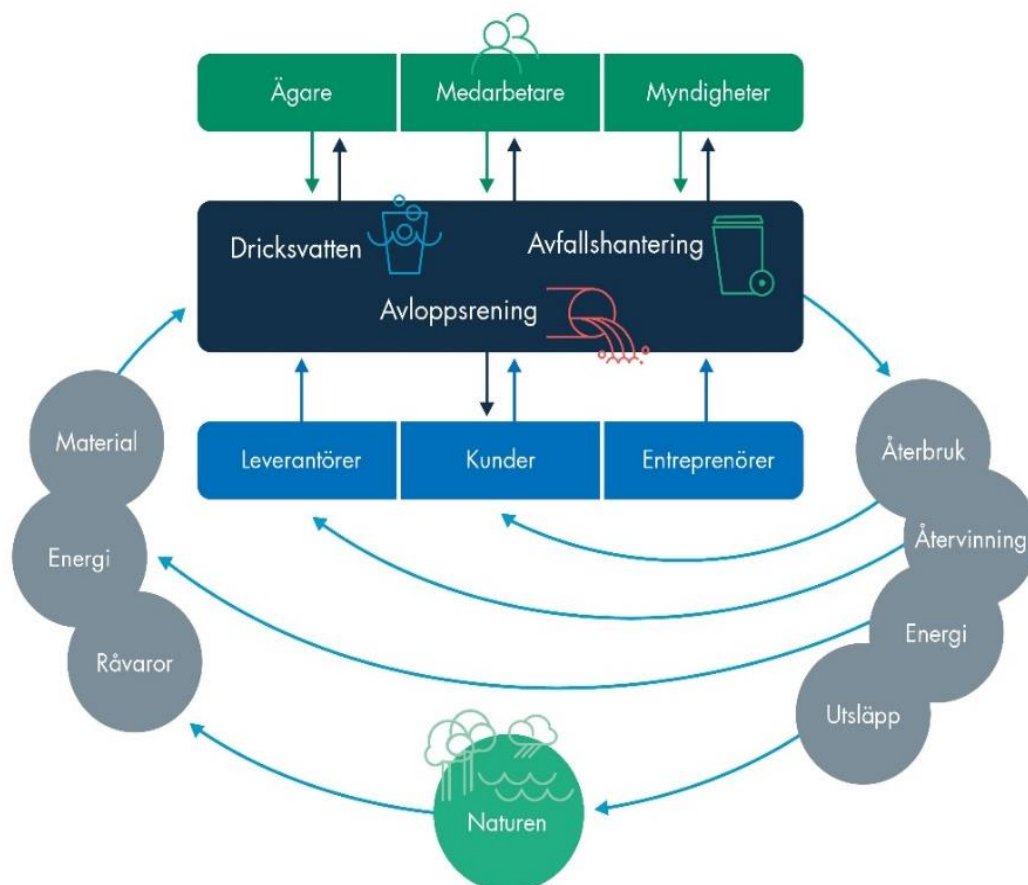 Ägare
Medarbetare
Myndigheter
Dricksvatten
Avfallshantering
Avloppsrening
Leverantörer
Kunder
Entreprenörer
Material
Energi
Råvaror
Återbruk
Återvinning
Energi
Utsläpp
Naturen